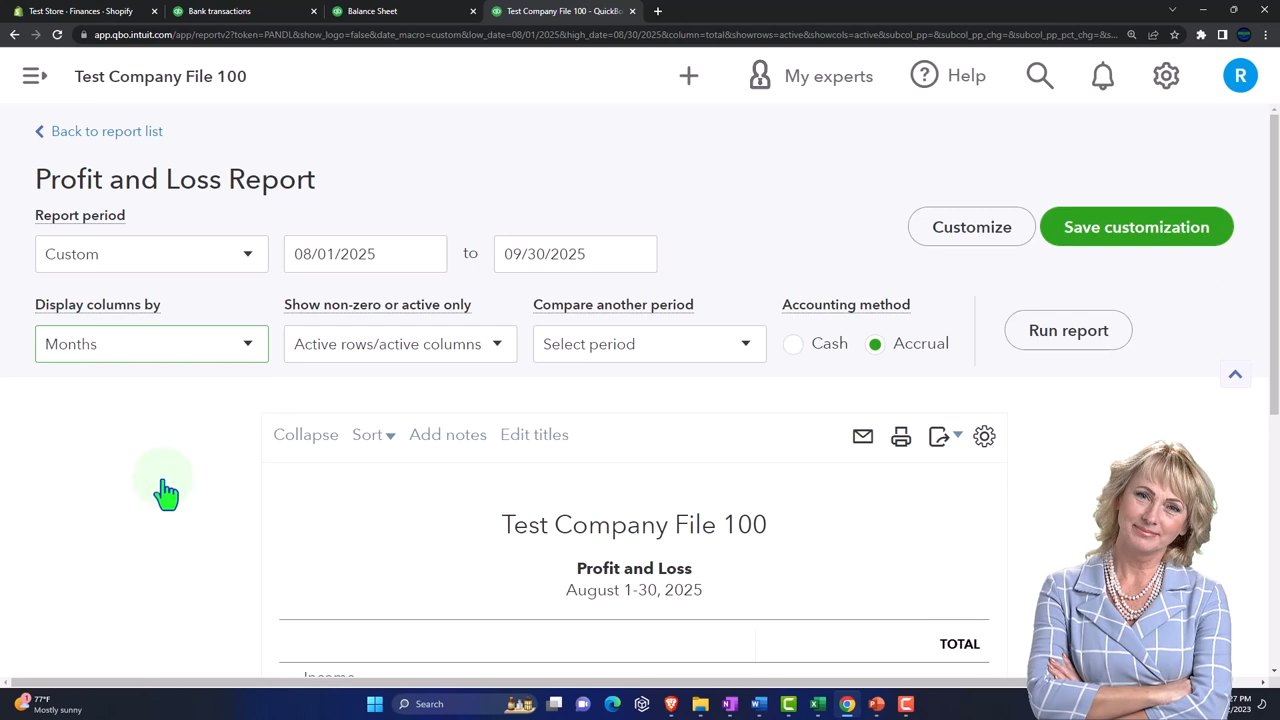 Test Store - Finances - Shopify
Bank transactions
Balance Sheet
Test Company File 100 - QuickBo
app.qbo.intuit.com/app/reportv2?token=PANDL&show_logo=false&date_macro=custom&low_date=08/01/2025&high_date=08/30/2025&column=total&showrows=active&showcols=active&subcol_pp=&subcol_pp_chg=&subcol_pp_pct_chg=&s...
Test Company File 100
My experts
Help
R
Back to report list
Profit and Loss Report
Report period
Custom
08/01/2025
to
09/30/2025
Customize
Save customization
Display columns by
Show non-zero or active only
Compare another period
Accounting method
Months
Active rows/active columns
Select period
Cash
Accrual
Run report
Collapse
Sort
Add notes
Edit titles
Test Company File 100
Profit and Loss
August 1-30, 2025
TOTAL
Income
1
77°F
Mostly sunny
Search
7 PM
/2023